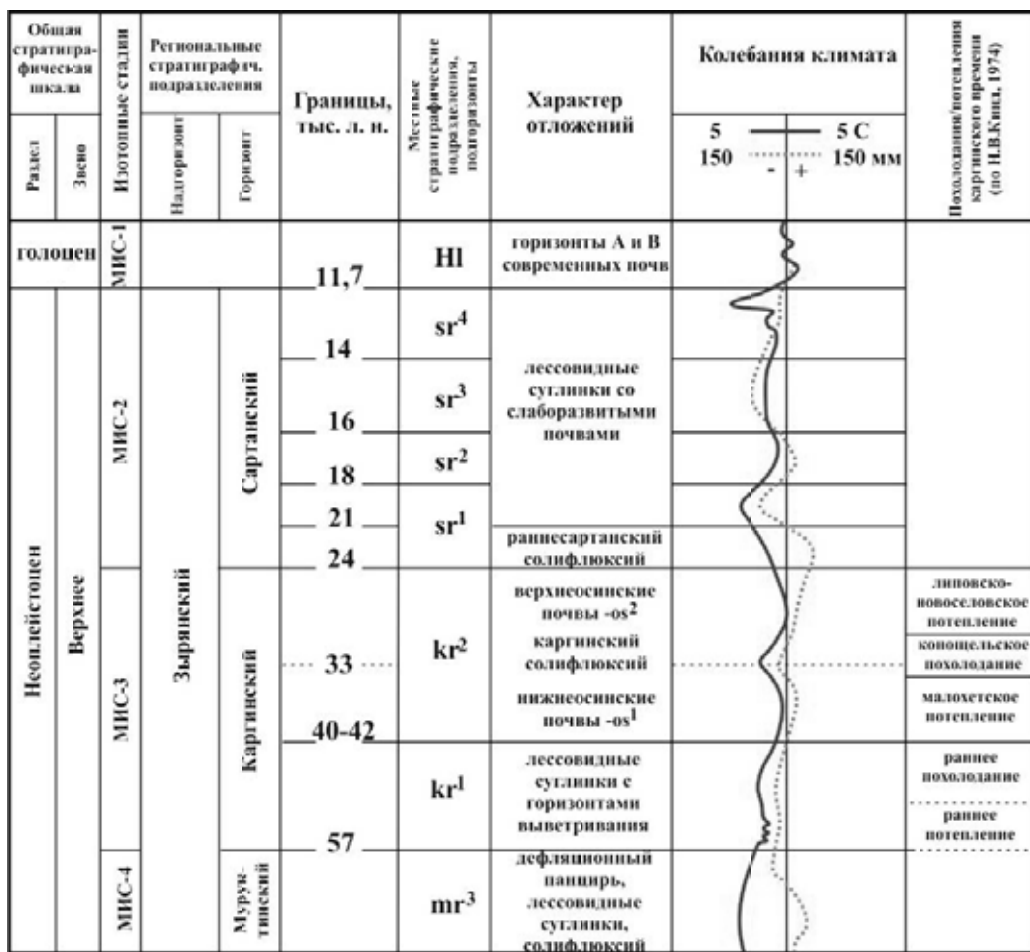 Общая
стратигра-
фическая
шкала
Раздел
Звено
Изотопные стадии
Региональные
стратиграфич.
подразделения
Надгоризонт
Горизонт
Границы,
тыс. л. н.
Местные
стратиграфические
подразделения,
подгоризонты
Характер
отложений
Колебания климата
5 5 С
150 150 мм
- +
Похолодания/потепления
каргинского времени
(по Н.В.Кинд, 1974)
голоцен
МИС-1
11,7
Hl
горизонты А и В
современных почв
Неоплейстоцен
Верхнее
МИС-2
Зырянский
Сартанский
sr4
14
sr3
16
sr2
18
sr1
21
24
лессовидные
суглинки со
слаборазвитыми
почвами
раннесартанский
солифлюксий
МИС-3
Каргинский
kr2
33
40-42
верхнеосинские
почвы -os2
каргинский
солифлюксий
нижнеосинские
почвы -os1
липовско-
новоселовское
потепление
конощельское
похолодание
малохетское
потепление
kr1
57
лессовидные
суглинки с
горизонтами
выветривания
раннее
похолодание
раннее
потепление
МИС-4
Мурук-
тинский
mr3
дефляционный
панцирь,
лессовидные
суглинки,
солифлюксий